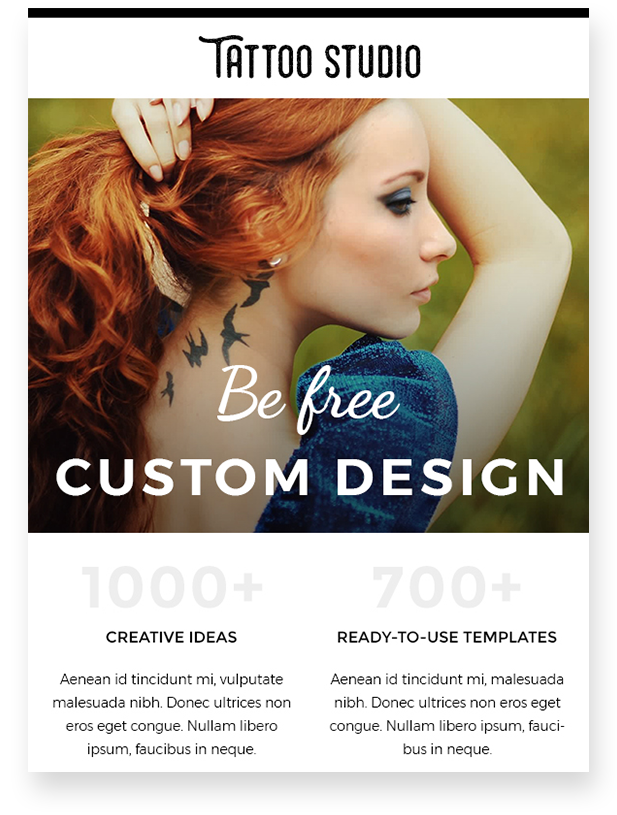 TATTOO STUDIO
Be free
CUSTOM DESIGN
1000+
700+
CREATIVE IDEAS
READY-TO-USE TEMPLATES
Aenean id tincidunt mi, vulputate
malesuada nibh. Donec ultrices non
eros eget congue. Nullam libero
ipsum, faucibus in neque.
Aenean id tincidunt mi, malesuada
nibh. Donec ultrices non eros eget
congue. Nullam libero ipsum, fauci-
bus in neque.